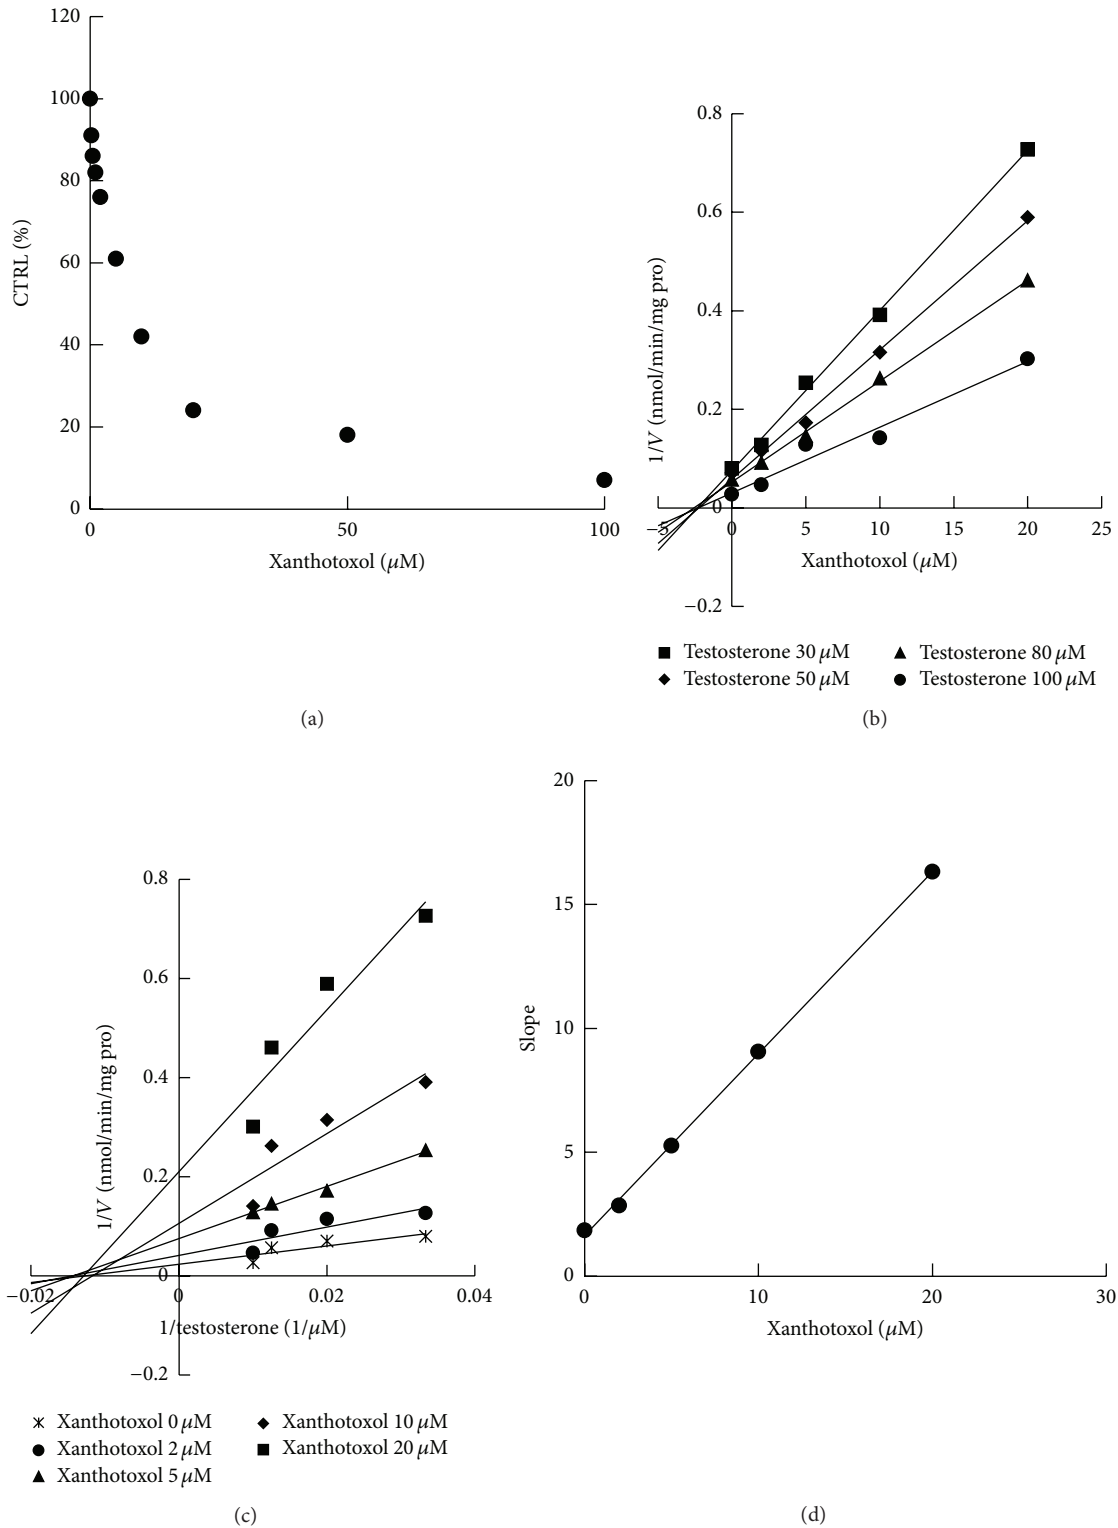 120
100
80
60
40
20
0
CTRL (%)
0
50
100
Xanthotoxol (μM)
(a)
0.8
0.6
0.4
0.2
0
−0.2
1/V (nmol/min/mg pro)
−5
0
5
10
15
20
25
Xanthotoxol (μM)
Testosterone 30 μM
Testosterone 80 μM
Testosterone 50 μM
Testosterone 100 μM
(b)
0.8
0.6
0.4
0.2
0
−0.2
1/V (nmol/min/mg pro)
−0.02
0
0.02
0.04
1/testosterone (1/μM)
Xanthotoxol 0 μM
Xanthotoxol 10 μM
Xanthotoxol 2 μM
Xanthotoxol 20 μM
Xanthotoxol 5 μM
(c)
20
15
10
5
0
Slope
0
10
20
30
Xanthotoxol (μM)
(d)